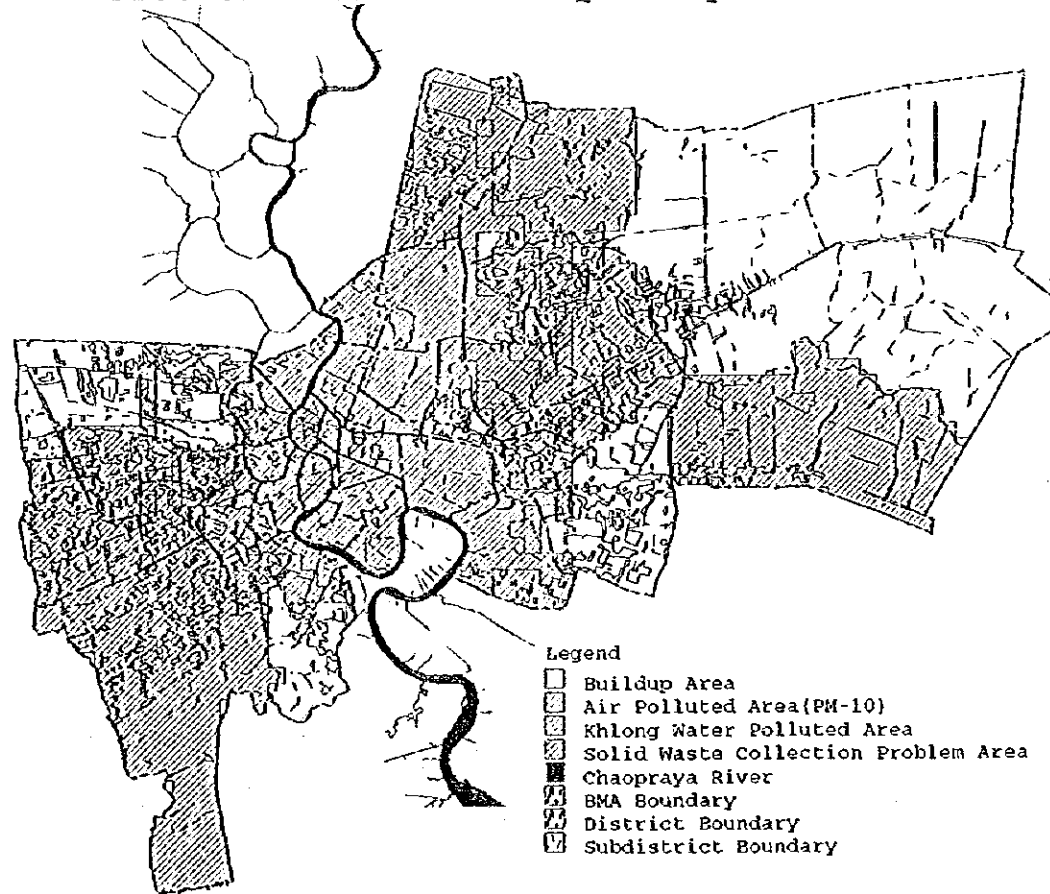 Legend
Buildup Area
Air Polluted Area(PM-10)
Khlong Water Polluted Area
Solid Waste Collection Problem Area
Chaopraya River
BMA Boundary
District Boundary
Subdistrict Boundary